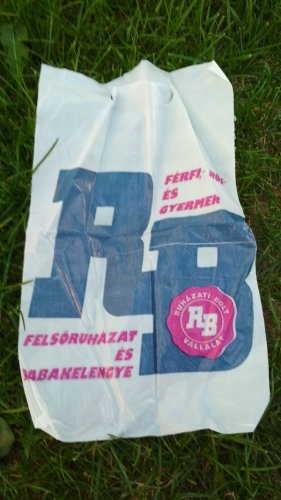 RB
FÉRFI, NŐI
ÉS
GYERMEK
RUHÁZATI BOLT
RB
VÁLLALAT
FELSŐRUHÁZAT
ÉS
BABAKELENGYE